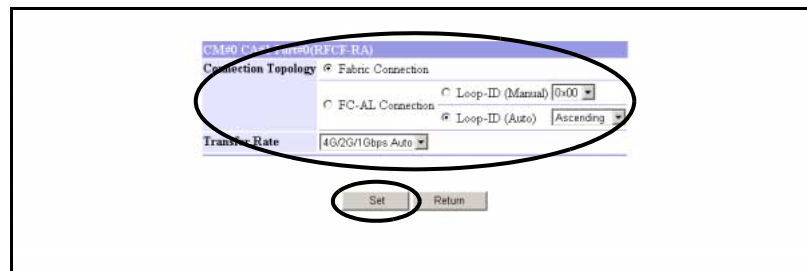 CM#0 CA#1 Port#0(RFCF-RA)
Connection Topology Fabric Connection
FC-AL Connection Loop-ID (Manual) 0x00
Loop-ID (Auto) Ascending
Transfer Rate 4G/2G/1Gbps Auto
Set Return